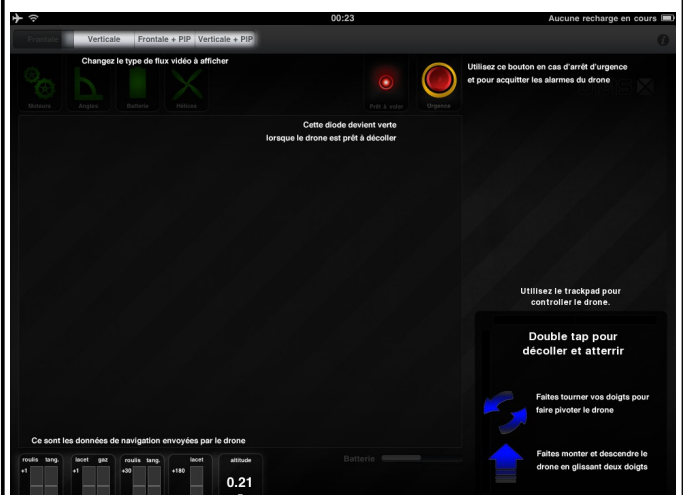 00:23
Aucune recharge en cours
Frontale
Verticale
Frontale + PIP
Verticale + PIP
Changez le type de flux vidéo à afficher
Utilisez ce bouton en cas d'arrêt d'urgence
et pour acquitter les alarmes du drone
Moteurs
Angles
Batterie
Hélices
Prêt à voler
Urgence
Cette diode devient verte
lorsque le drone est prêt à décoller
Utilisez le trackpad pour
controller le drone.
Double tap pour
décoller et atterrir
Faites tourner vos doigts pour
faire pivoter le drone
Faites monter et descendre le
drone en glissant deux doigts
Ce sont les données de navigation envoyées par le drone
Batterie
roulis tang.
lacet gaz
roulis tang.
lacet
altitude
+1
+1
+30
+180
0.21